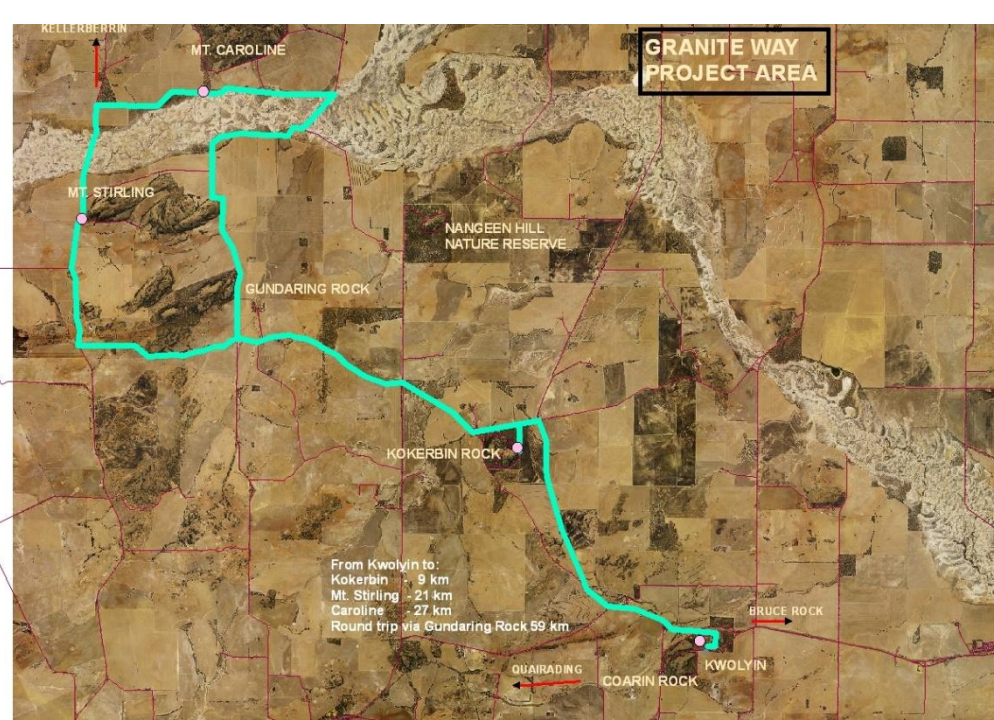 KELLERBERRIN
MT. CAROLINE
GRANITE WAY
PROJECT AREA
MT. STIRLING
NANGEEN HILL
NATURE RESERVE
GUNDARING ROCK
KOKERBIN ROCK
From Kwolyin to:
Kokerbin - 9 km
Mt. Stirling - 21 km
Caroline - 27 km
Round trip via Gundaring Rock 59 km
BRUCE ROCK
KWOLYIN
QUAIRADING
COARIN ROCK